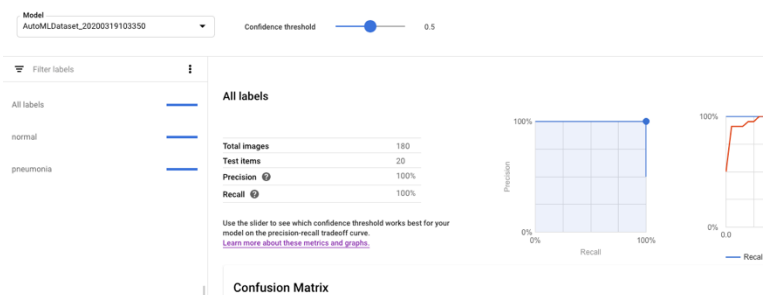 Model
AutoMLDataset_20200319103350
Confidence threshold
0.5
Filter labels
All labels
normal
pneumonia
All labels
Total images 180
Test items 20
Precision 100%
Recall 100%
Use the slider to see which confidence threshold works best for your
model on the precision-recall tradeoff curve.
Learn more about these metrics and graphs.
100%
Precision
0%
0%
100%
Recall
100%
0%
0.0
Recal
Confusion Matrix